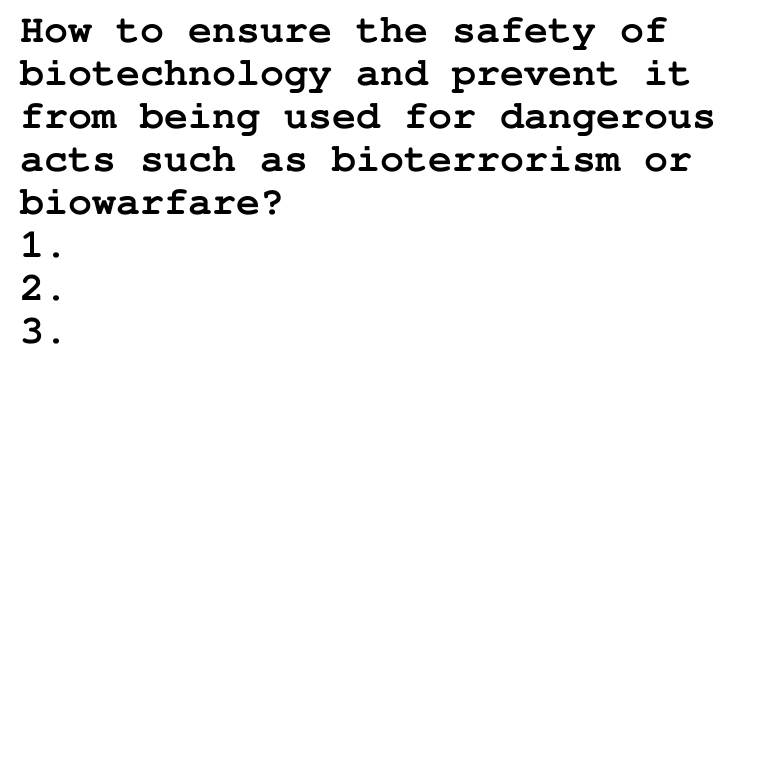 How to ensure the safety of
biotechnology and prevent it
from being used for dangerous
acts such as bioterrorism or
biowarfare?
1.
2.
3.